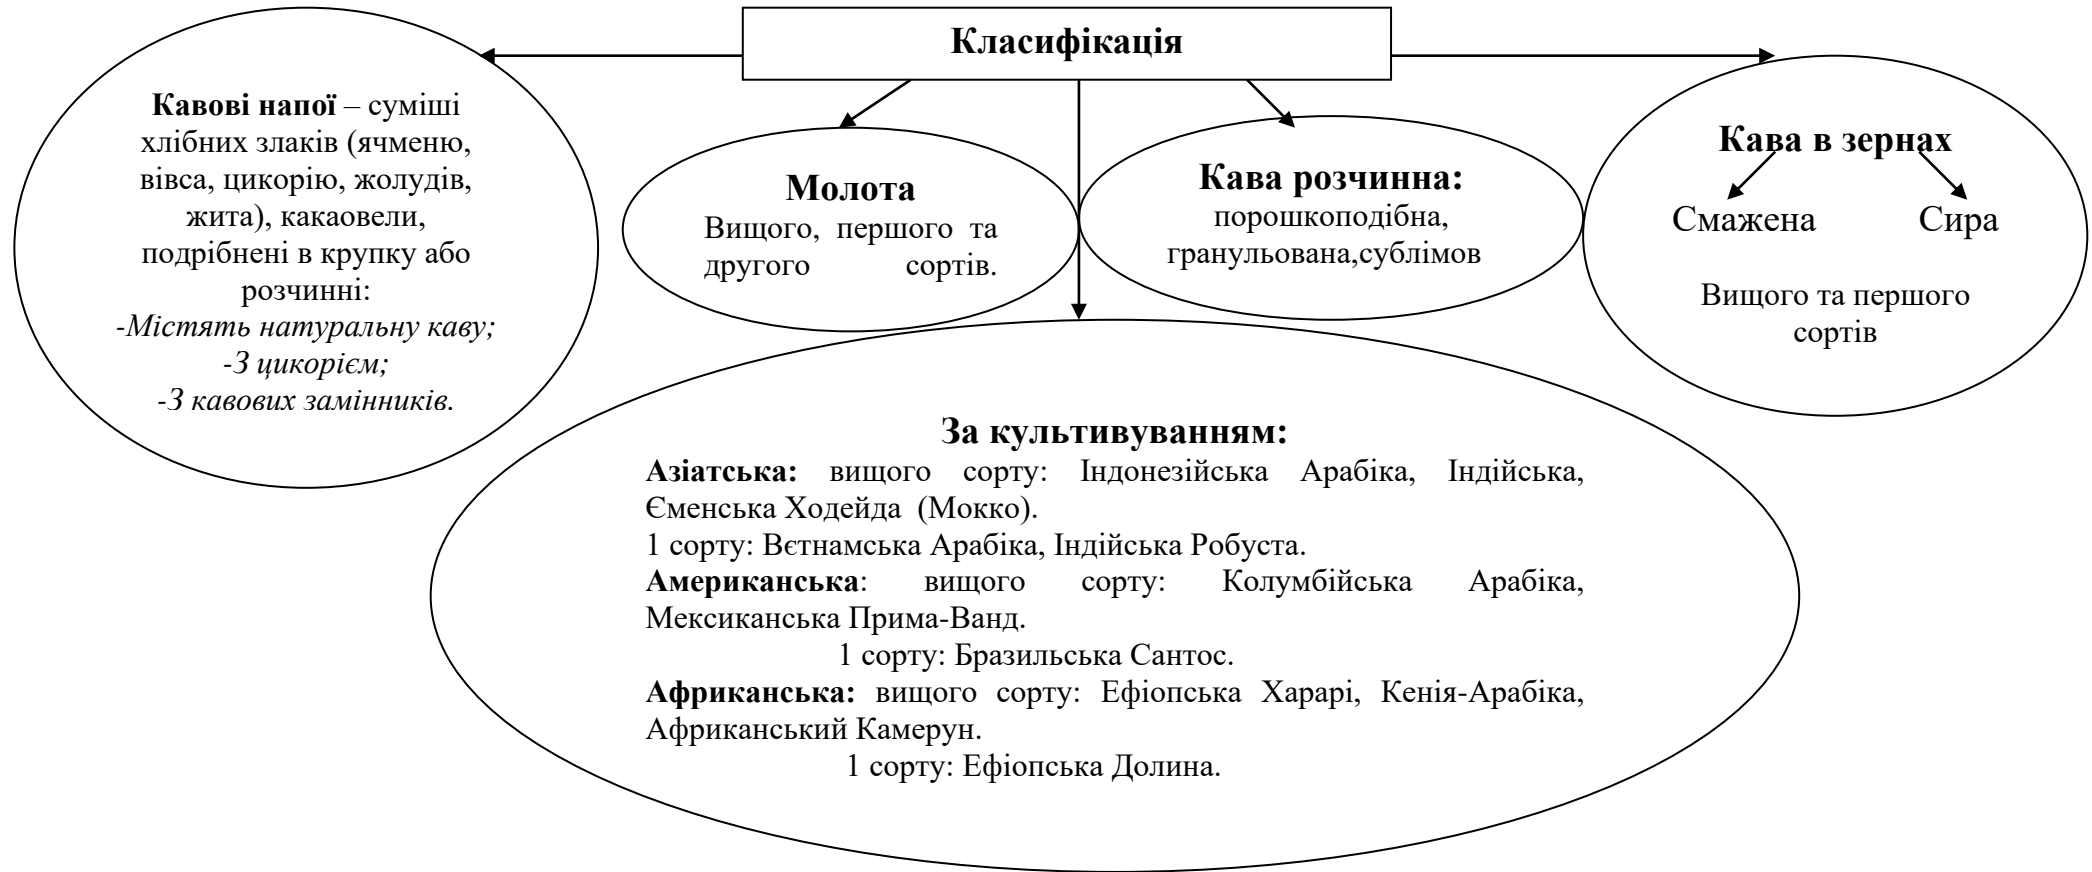 Класифікація
Кавові напої – суміші
хлібних злаків (ячменю,
вівса, цикорію, жолудів,
жита), какаовели,
подрібнені в крупку або
розчинні:
-Містять натуральну каву;
-З цикорієм;
-З кавових замінників.
Молота
Вищого, першого та
другого сортів.
Кава розчинна:
порошкоподібна,
гранульована,сублімов
Кава в зернах
Смажена Сира
Вищого та першого
сортів
За культивуванням:
Азіатська: вищого сорту: Індонезійська Арабіка, Індійська,
Єменська Ходейда (Мокко).
1 сорту: Вєтнамська Арабіка, Індійська Робуста.
Американська: вищого сорту: Колумбійська Арабіка,
Мексиканська Прима-Ванд.
1 сорту: Бразильська Сантос.
Африканська: вищого сорту: Ефіопська Харарі, Кенія-Арабіка,
Африканський Камерун.
1 сорту: Ефіопська Долина.